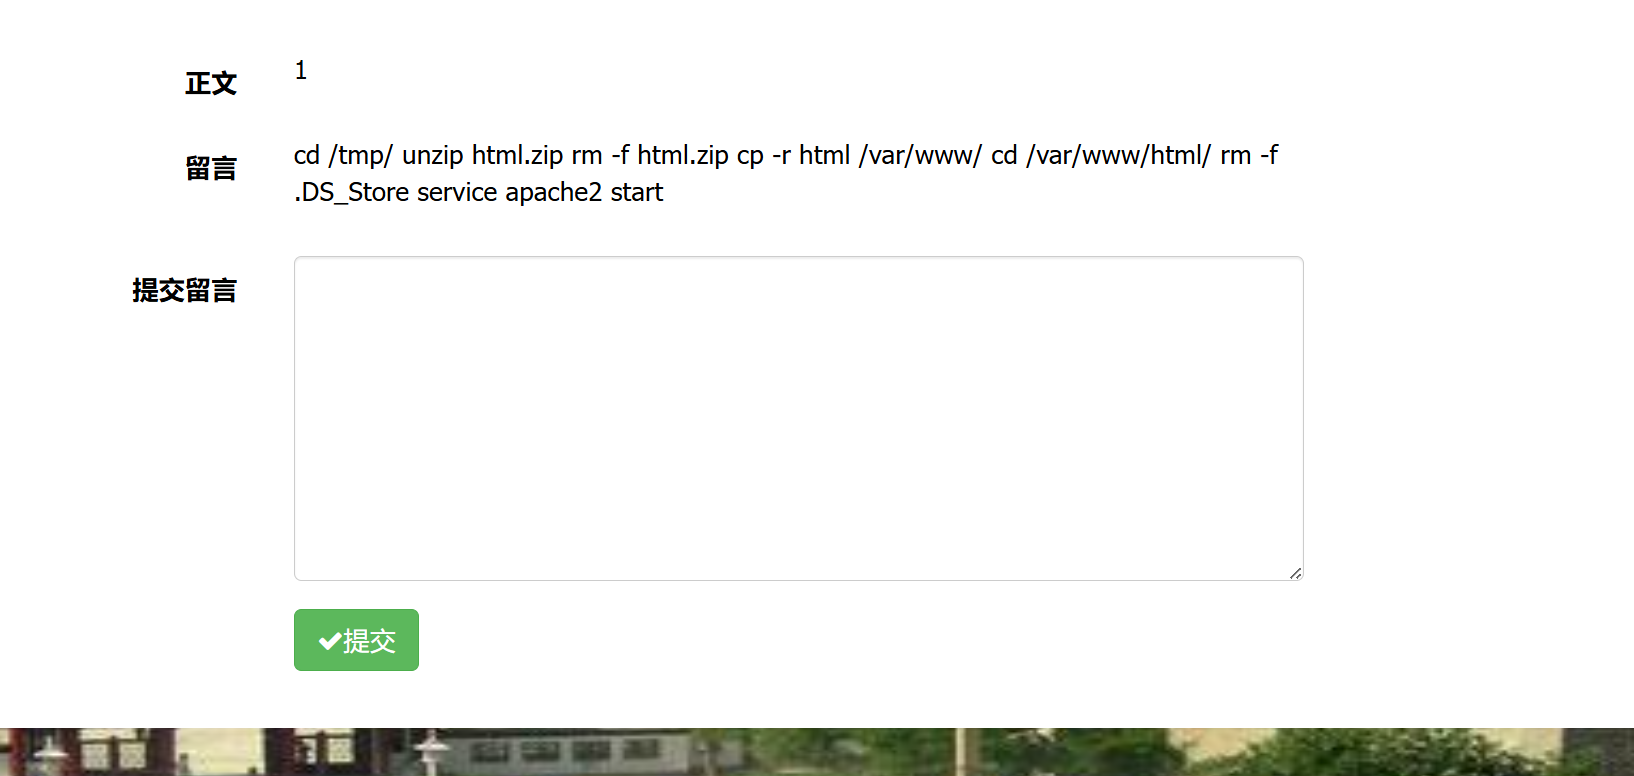 正文
1
留言
cd /tmp/ unzip html.zip rm -f html.zip cp -r html /var/www/ cd /var/www/html/ rm -f
.DS_Store service apache2 start
提交留言
提交